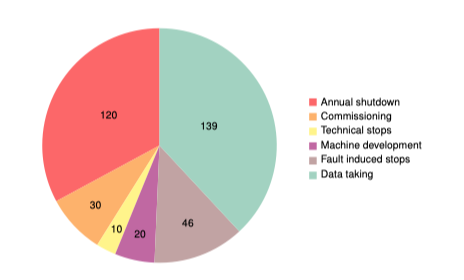 120
139
30
10
20
46
Annual shutdown
Commissioning
Technical stops
Machine development
Fault induced stops
Data taking